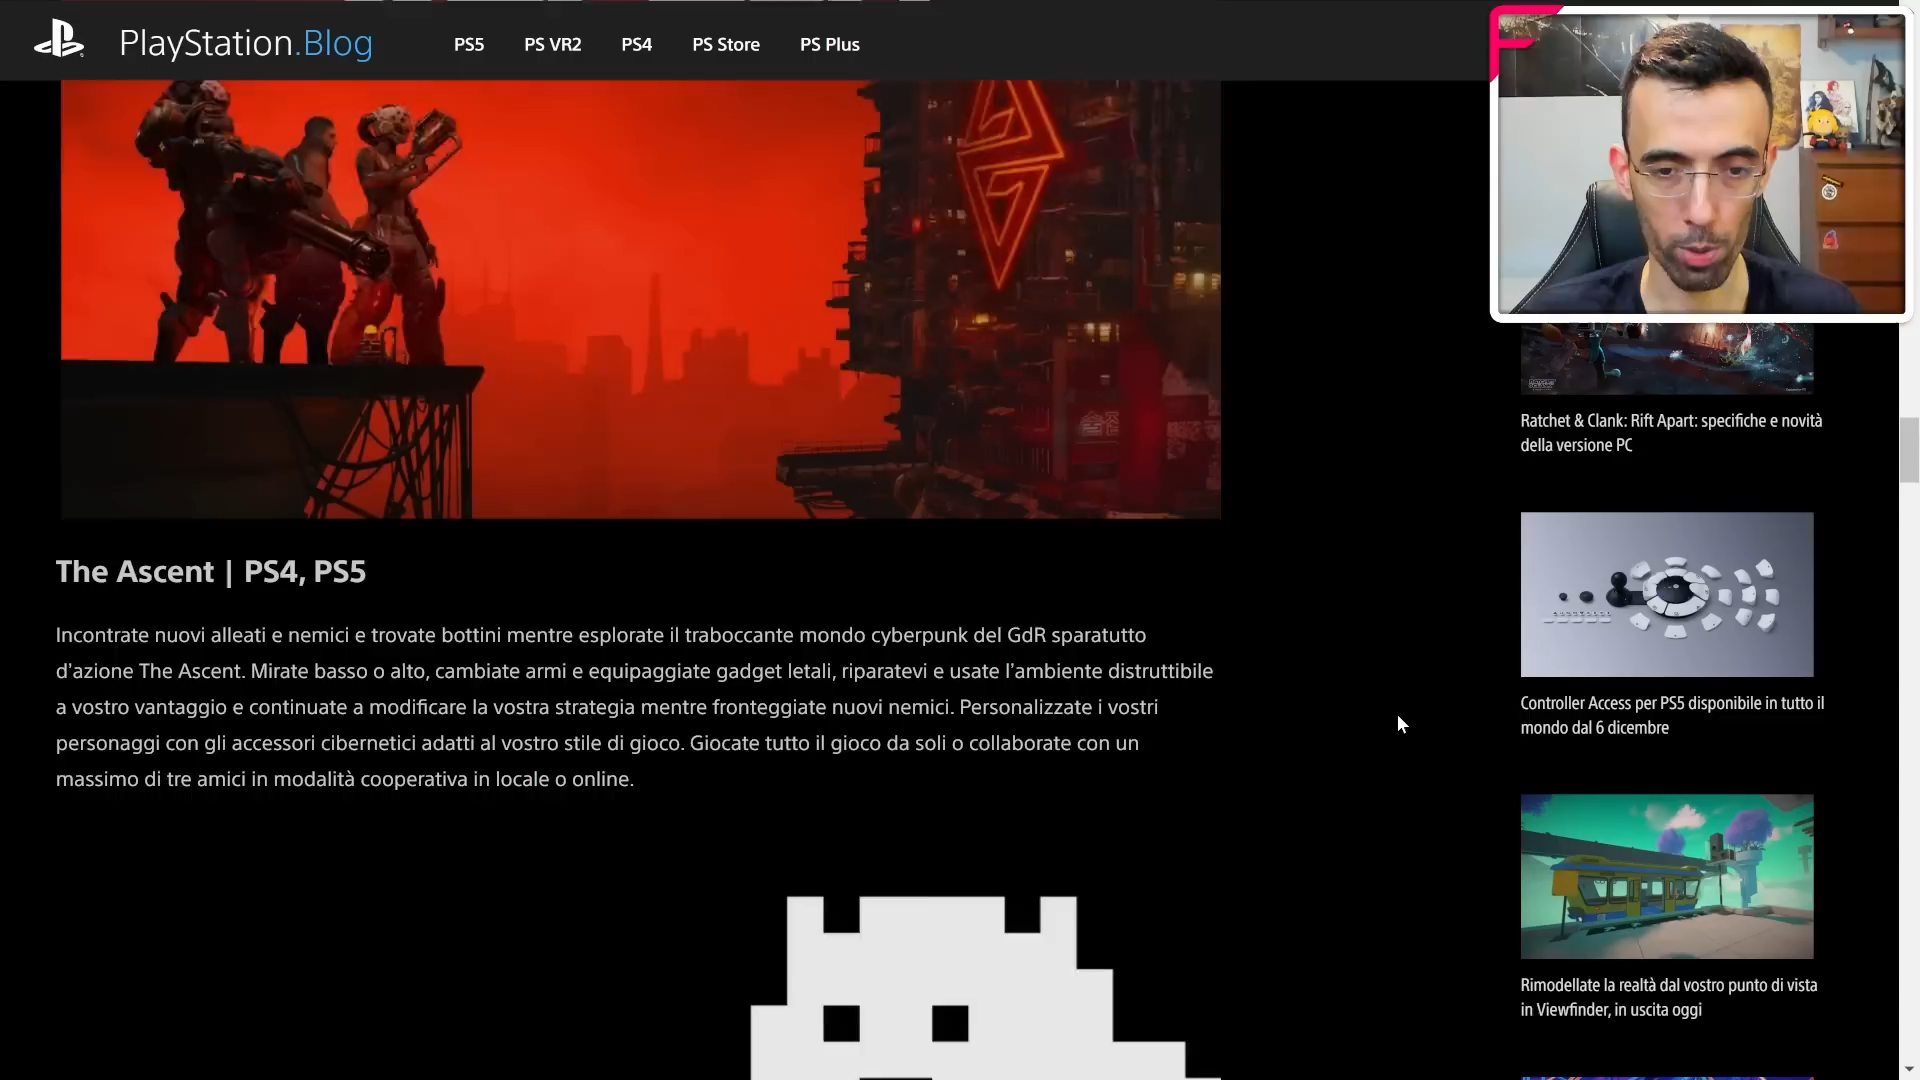 PlayStation.Blog
PS5
PS VR2
PS4
PS Store
PS Plus
The Ascent | PS4, PS5
Incontrate nuovi alleati e nemici e trovate bottini mentre esplorate il traboccante mondo cyberpunk del GdR sparatutto
d’azione The Ascent. Mirate basso o alto, cambiate armi e equipaggiate gadget letali, riparatevi e usate l’ambiente distruttibile
a vostro vantaggio e continuate a modificare la vostra strategia mentre fronteggiate nuovi nemici. Personalizzate i vostri
personaggi con gli accessori cibernetici adatti al vostro stile di gioco. Giocate tutto il gioco da soli o collaborate con un
massimo di tre amici in modalità cooperativa in locale o online.
Ratchet & Clank: Rift Apart: specifiche e novità
della versione PC
Controller Access per PS5 disponibile in tutto il
mondo dal 6 dicembre
Rimodellate la realtà dal vostro punto di vista
in Viewfinder, in uscita oggi